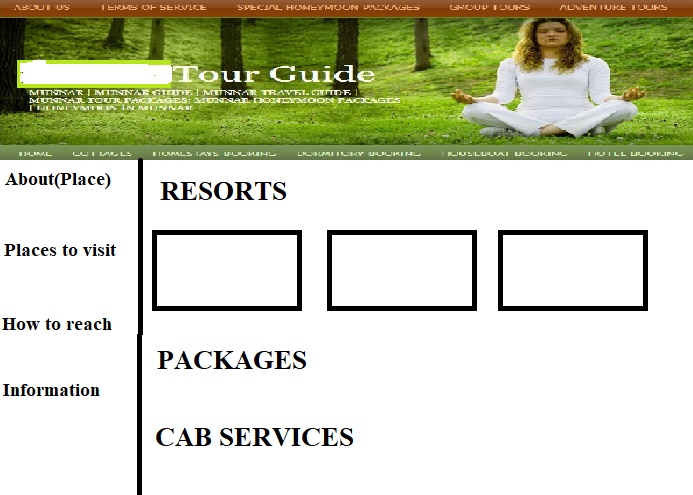 ABOUT US TERMS OF SERVICE SPECIAL HONEYMOON PACKAGES GROUP TOURS ADVENTURE TOURS
Tour Guide
MUNNAR | MUNNAR GUIDE | MUNNAR TRAVEL GUIDE |
MUNNAR TOUR PACKAGES| MUNNAR HONEYMOON PACKAGES
| HONEYMOON IN MUNNAR
HOME COTTAGES HOMESTAYS BOOKING DORMITORY BOOKING HOUSEBOAT BOOKING HOTEL BOOKING
About(Place)
Places to visit
How to reach
Information
RESORTS
PACKAGES
CAB SERVICES